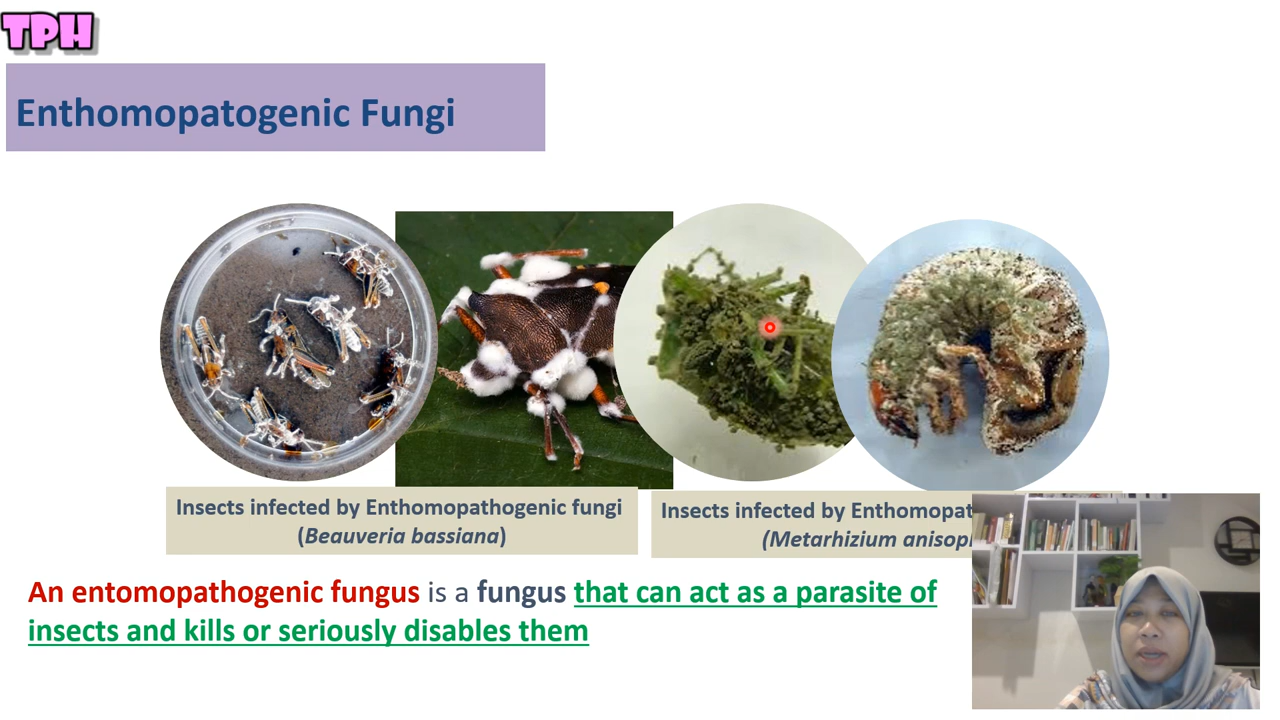 TPH
Enthomopatogenic Fungi
Insects infected by Enthomopathogenic fungi
(Beauveria bassiana)
Insects infected by Enthomopat
(Metarhizium anisop
An entomopathogenic fungus is a fungus that can act as a parasite of
insects and kills or seriously disables them